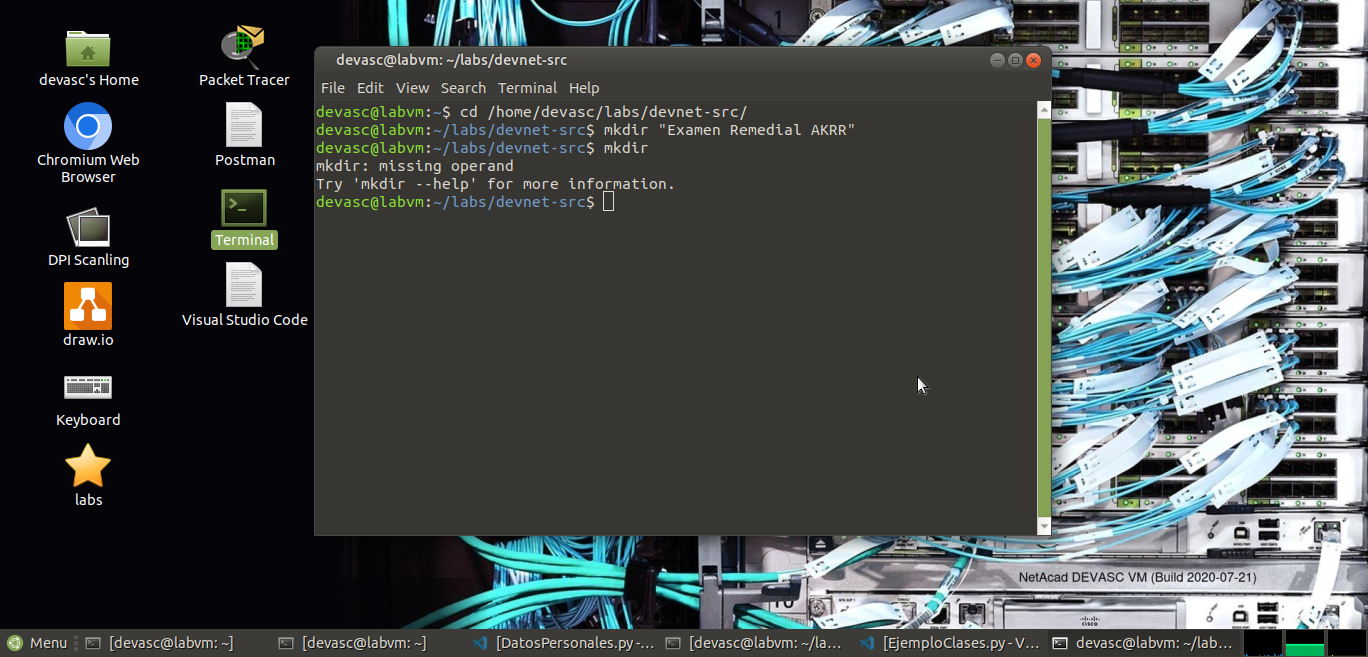 devasc's Home
Packet Tracer
Chromium Web
Browser
Postman
DPI Scanling
Terminal
draw.io
Visual Studio Code
Keyboard
labs
devasc@labvm: ~/labs/devnet-src
File Edit View Search Terminal Help
devasc@labvm:~$ cd /home/devasc/labs/devnet-src/
devasc@labvm:~/labs/devnet-src$ mkdir "Examen Remedial AKRR"
devasc@labvm:~/labs/devnet-src$ mkdir
mkdir: missing operand
Try 'mkdir --help' for more information.
devasc@labvm:~/labs/devnet-src$
NetAcad DEVASC VM (Build 2020-07-21)
Menu [devasc@labvm: ~] [devasc@labvm: ~] [DatosPersonales.py -... [devasc@labvm: ~/la... [EjemploClases.py - V... devasc@labvm: ~/lab...